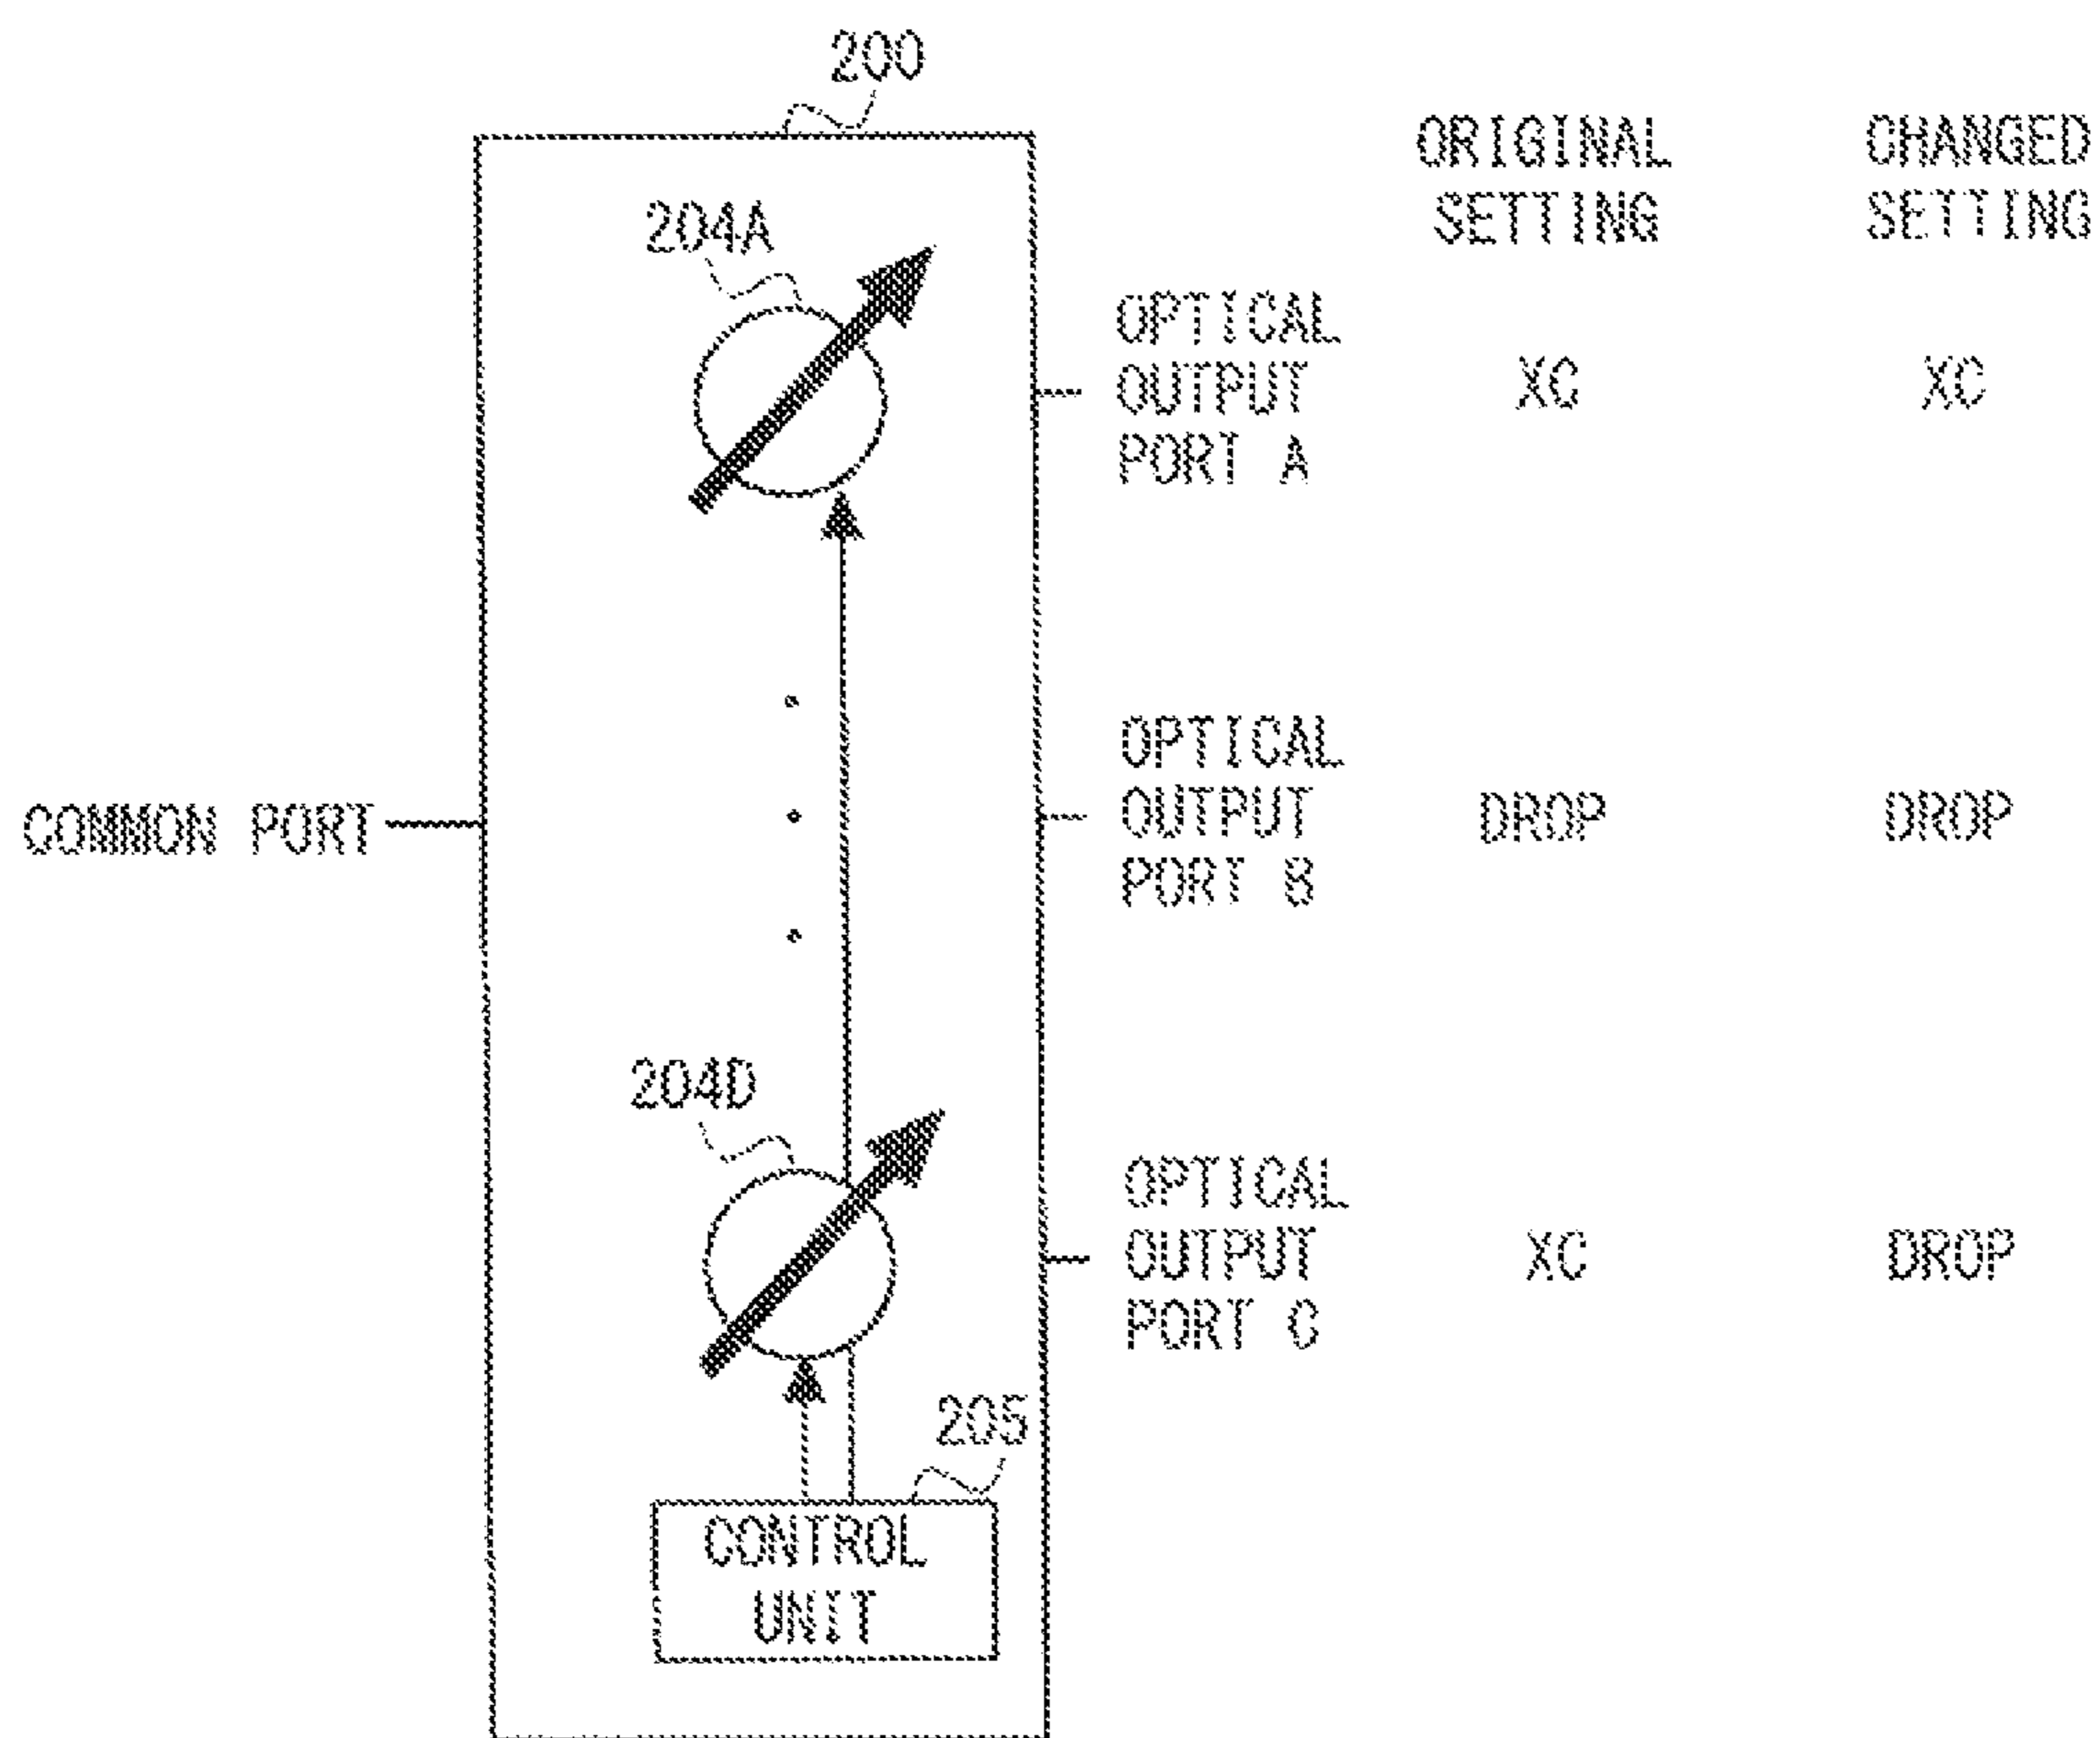 200
ORIGINAL
SETTING
CHANGED
SETTING
204A
OPTICAL
OUTPUT
PORT A
XC
XC
COMMON PORT
OPTICAL
OUTPUT
PORT B
DROP
DROP
204D
OPTICAL
OUTPUT
PORT C
XC
DROP
205
CONTROL
UNIT